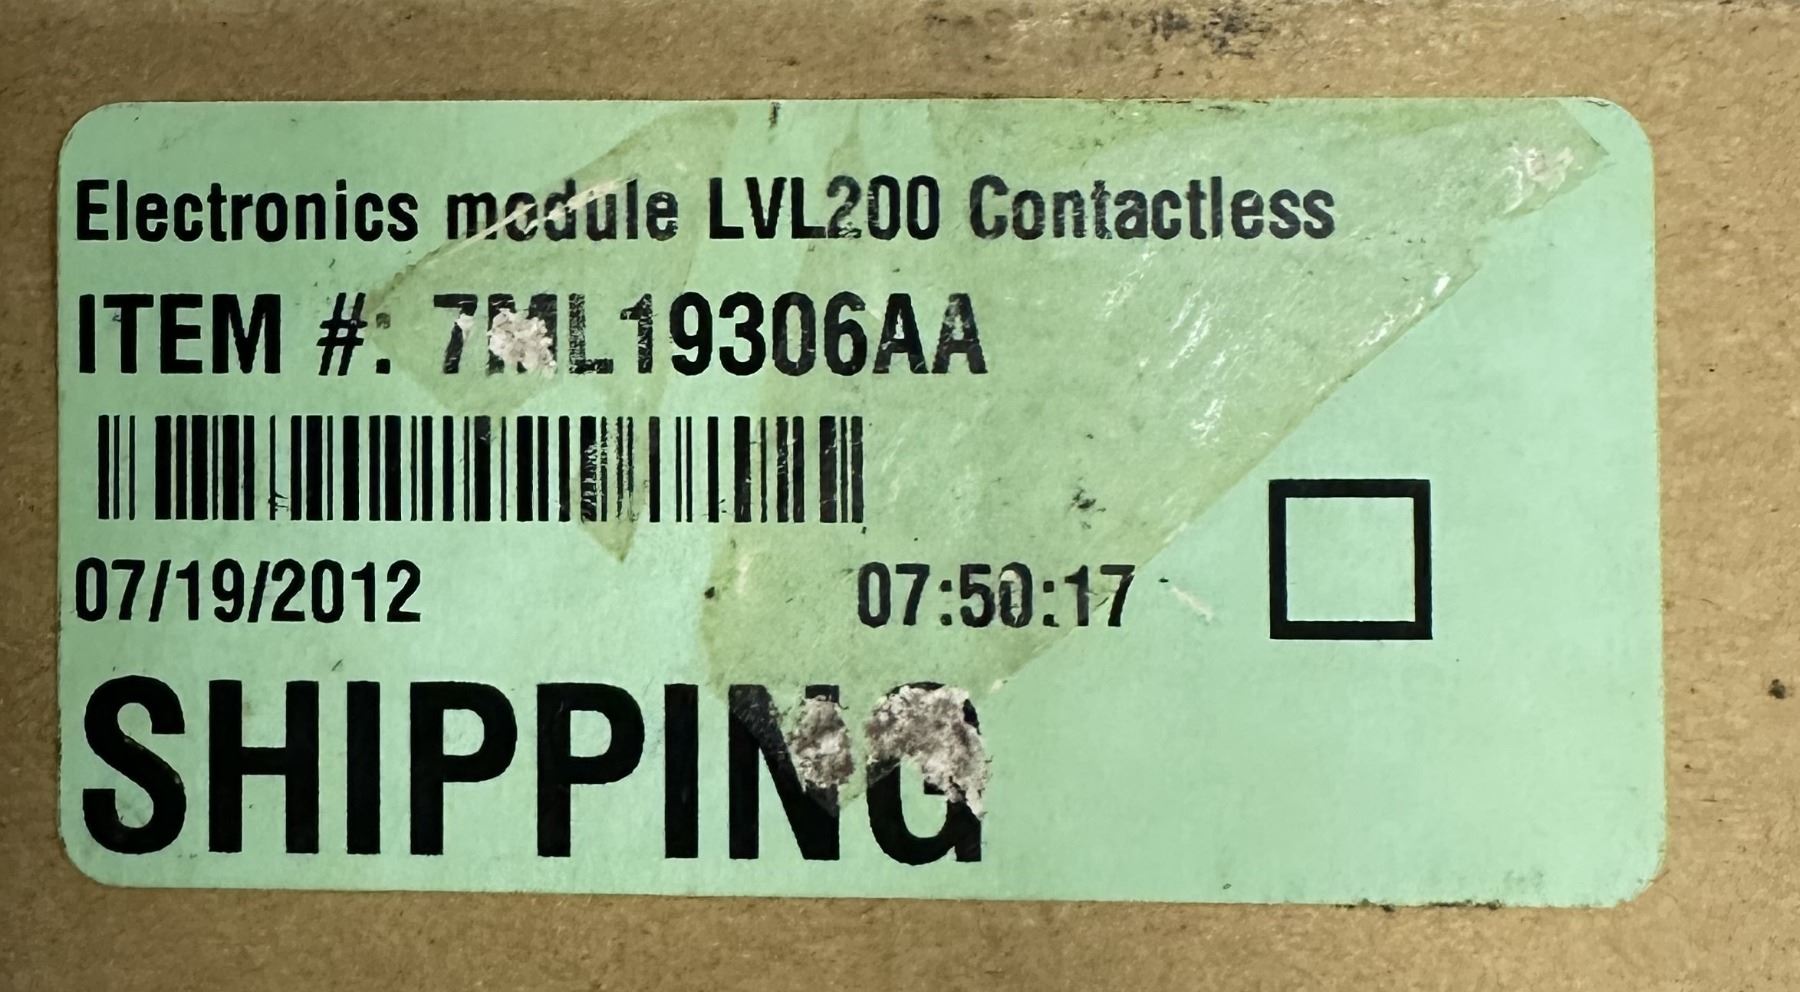 Electronics module LVL200 Contactless
ITEM #: 7ML19306AA
07/19/2012 07:50:17
SHIPPING